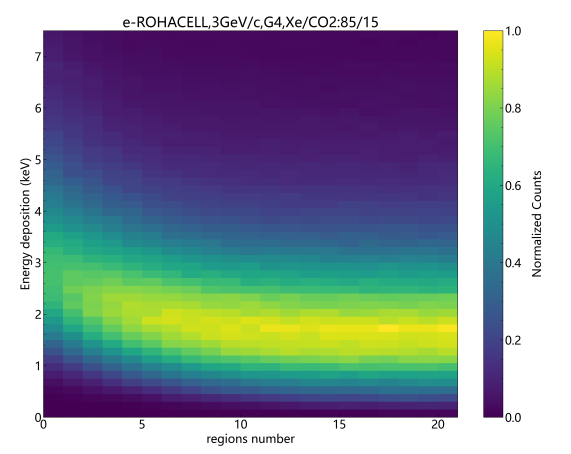 e-ROHACELL,3GeV/c,G4,Xe/CO2:85/15
Energy deposition (keV)
7
6
5
4
3
2
1
0
0 5 10 15 20
regions number
1.0
0.8
0.6
0.4
0.2
0.0
Normalized Counts